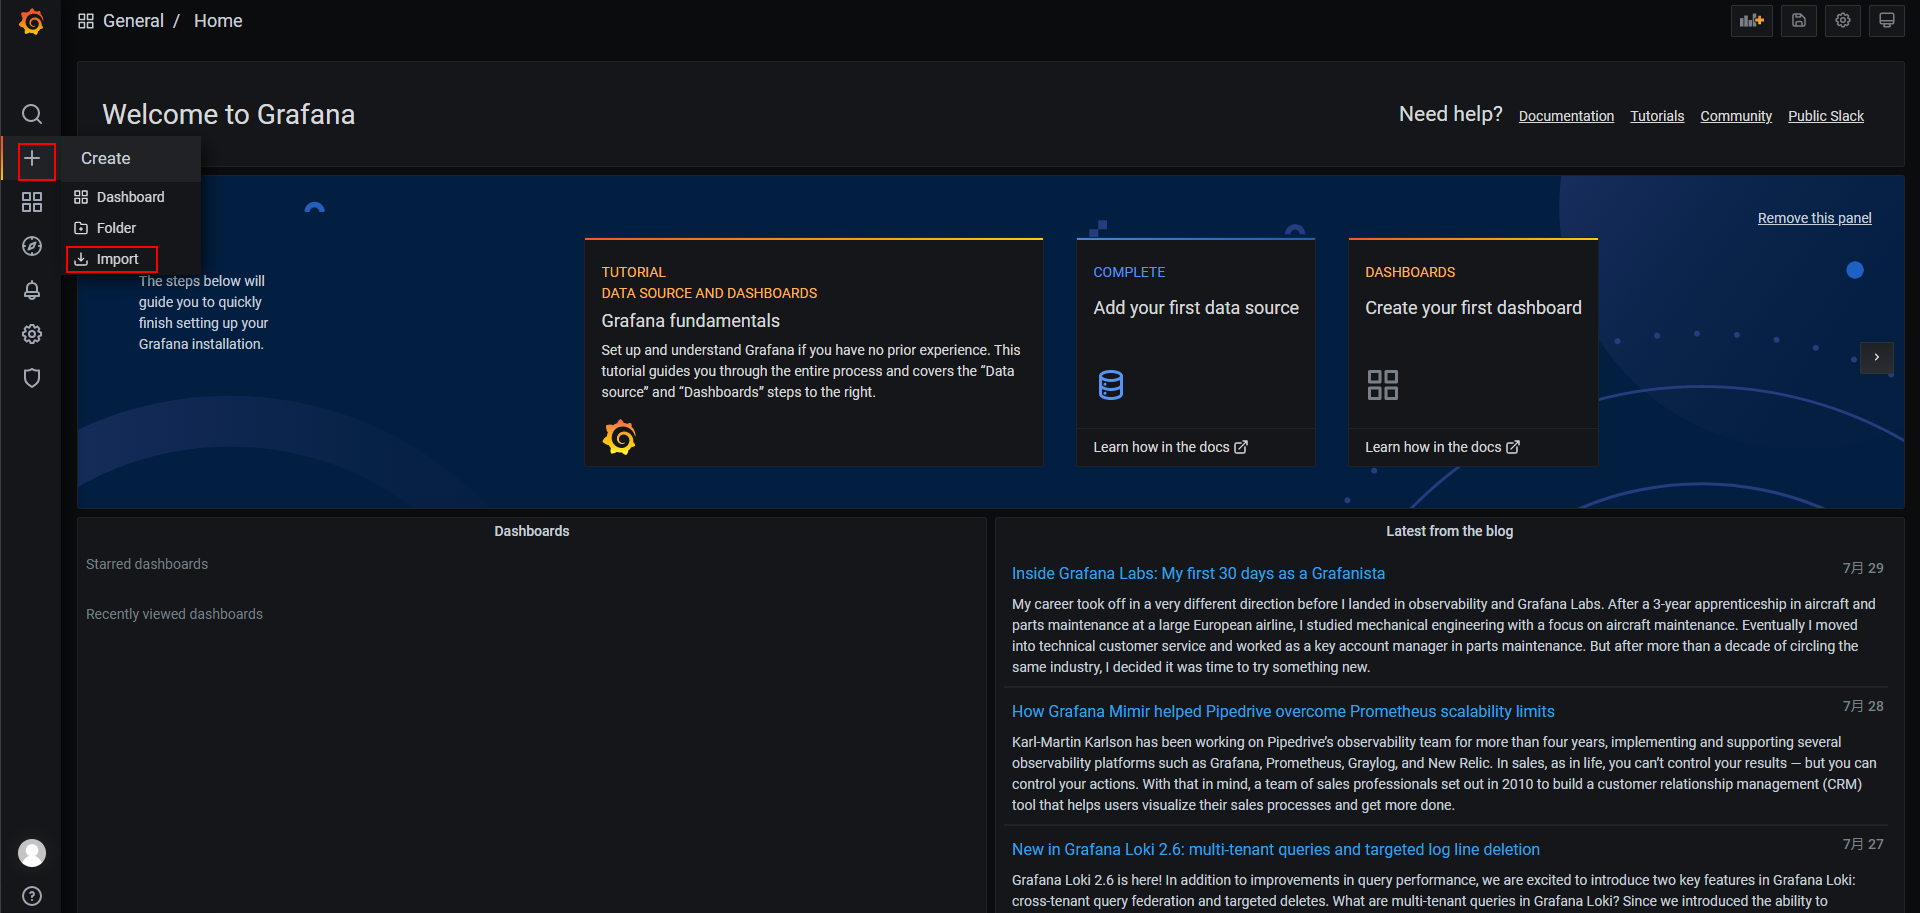 General / Home
Welcome to Grafana
Need help? Documentation Tutorials Community Public Slack
Create
Dashboard
Folder
Import
The steps below will
guide you to quickly
finish setting up your
Grafana installation.
Remove this panel
TUTORIAL
DATA SOURCE AND DASHBOARDS
Grafana fundamentals
Set up and understand Grafana if you have no prior experience. This
tutorial guides you through the entire process and covers the “Data
source” and “Dashboards” steps to the right.
COMPLETE
Add your first data source
Learn how in the docs
DASHBOARDS
Create your first dashboard
Learn how in the docs
Dashboards
Starred dashboards
Recently viewed dashboards
Latest from the blog
Inside Grafana Labs: My first 30 days as a Grafanista
7月 29
My career took off in a very different direction before I landed in observability and Grafana Labs. After a 3-year apprenticeship in aircraft and
parts maintenance at a large European airline, I studied mechanical engineering with a focus on aircraft maintenance. Eventually I moved
into technical customer service and worked as a key account manager in parts maintenance. But after more than a decade of circling the
same industry, I decided it was time to try something new.
How Grafana Mimir helped Pipedrive overcome Prometheus scalability limits
7月 28
Karl-Martin Karlson has been working on Pipedrive’s observability team for more than four years, implementing and supporting several
observability platforms such as Grafana, Prometheus, Graylog, and New Relic. In sales, as in life, you can’t control your results — but you can
control your actions. With that in mind, a team of sales professionals set out in 2010 to build a customer relationship management (CRM)
tool that helps users visualize their sales processes and get more done.
New in Grafana Loki 2.6: multi-tenant queries and targeted log line deletion
7月 27
Grafana Loki 2.6 is here! In addition to improvements in query performance, we are excited to introduce two key features in Grafana Loki:
cross-tenant query federation and targeted deletes. What are multi-tenant queries in Grafana Loki? Since we introduced the ability to